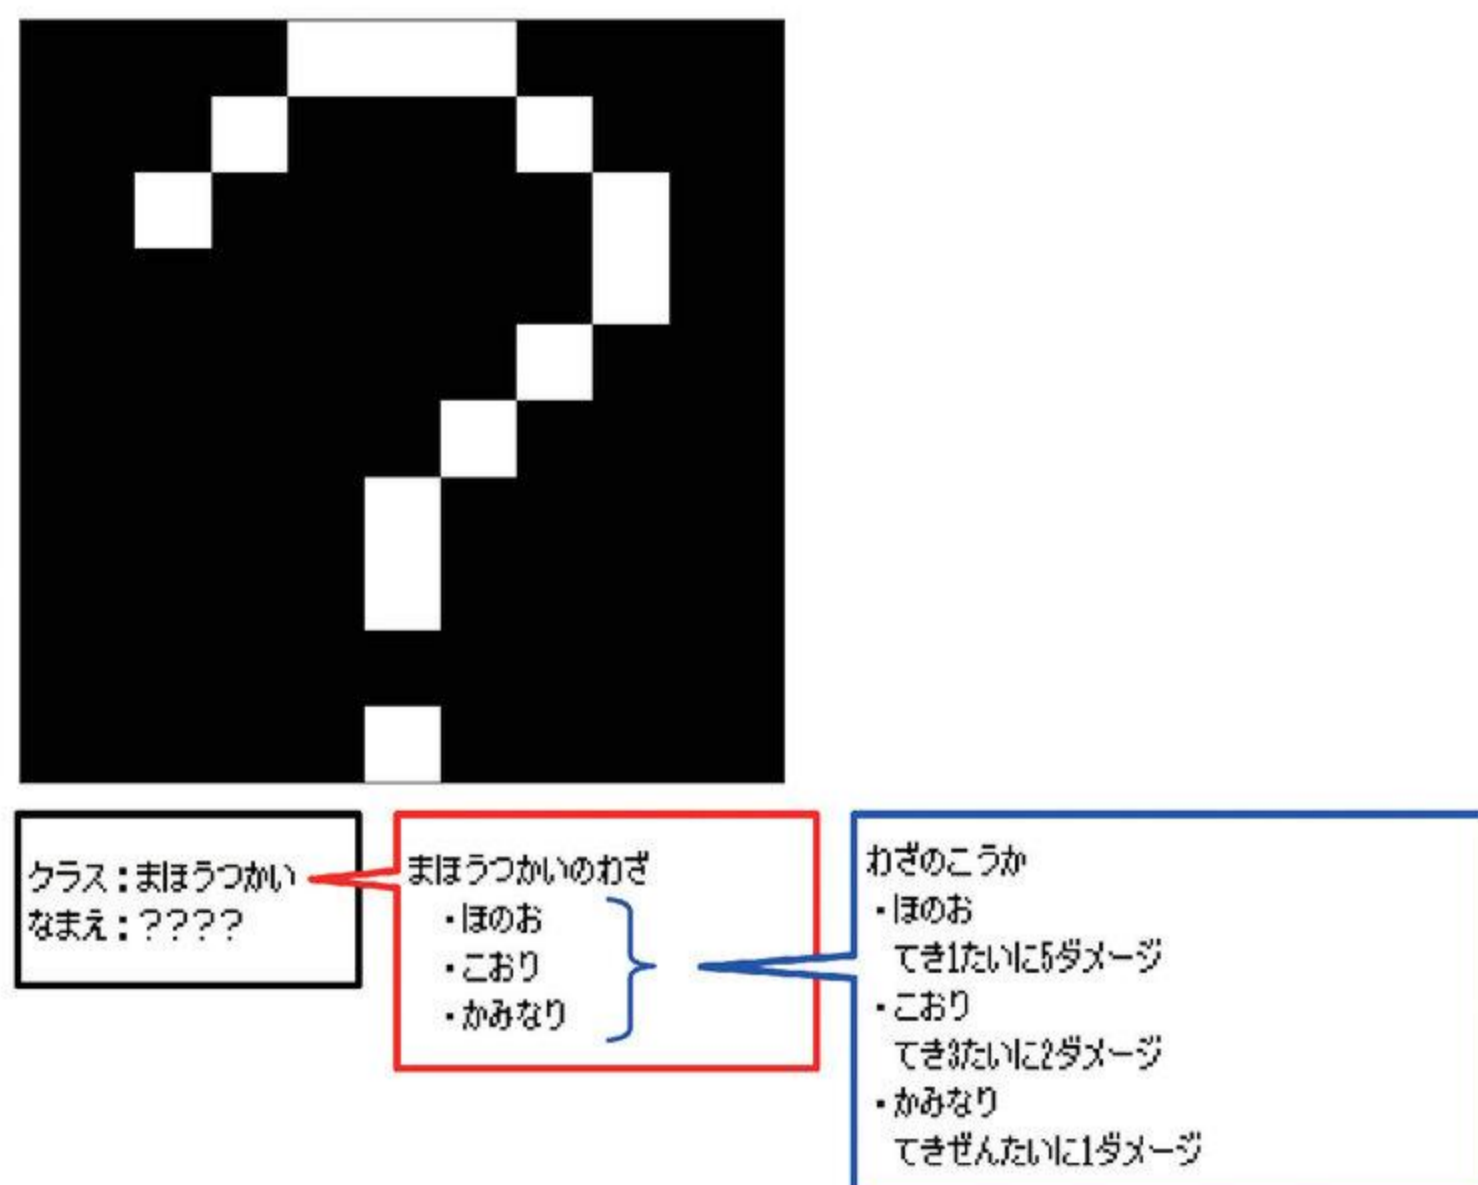 クラス：まほうつかい
なまえ：？？？？
まほうつかいのわざ
・ほのお
・こおり
・かみなり
わざのこうか
・ほのお
てき1たいに5ダメージ
・こおり
てき3たいに2ダメージ
・かみなり
てきぜんたいに1ダメージ